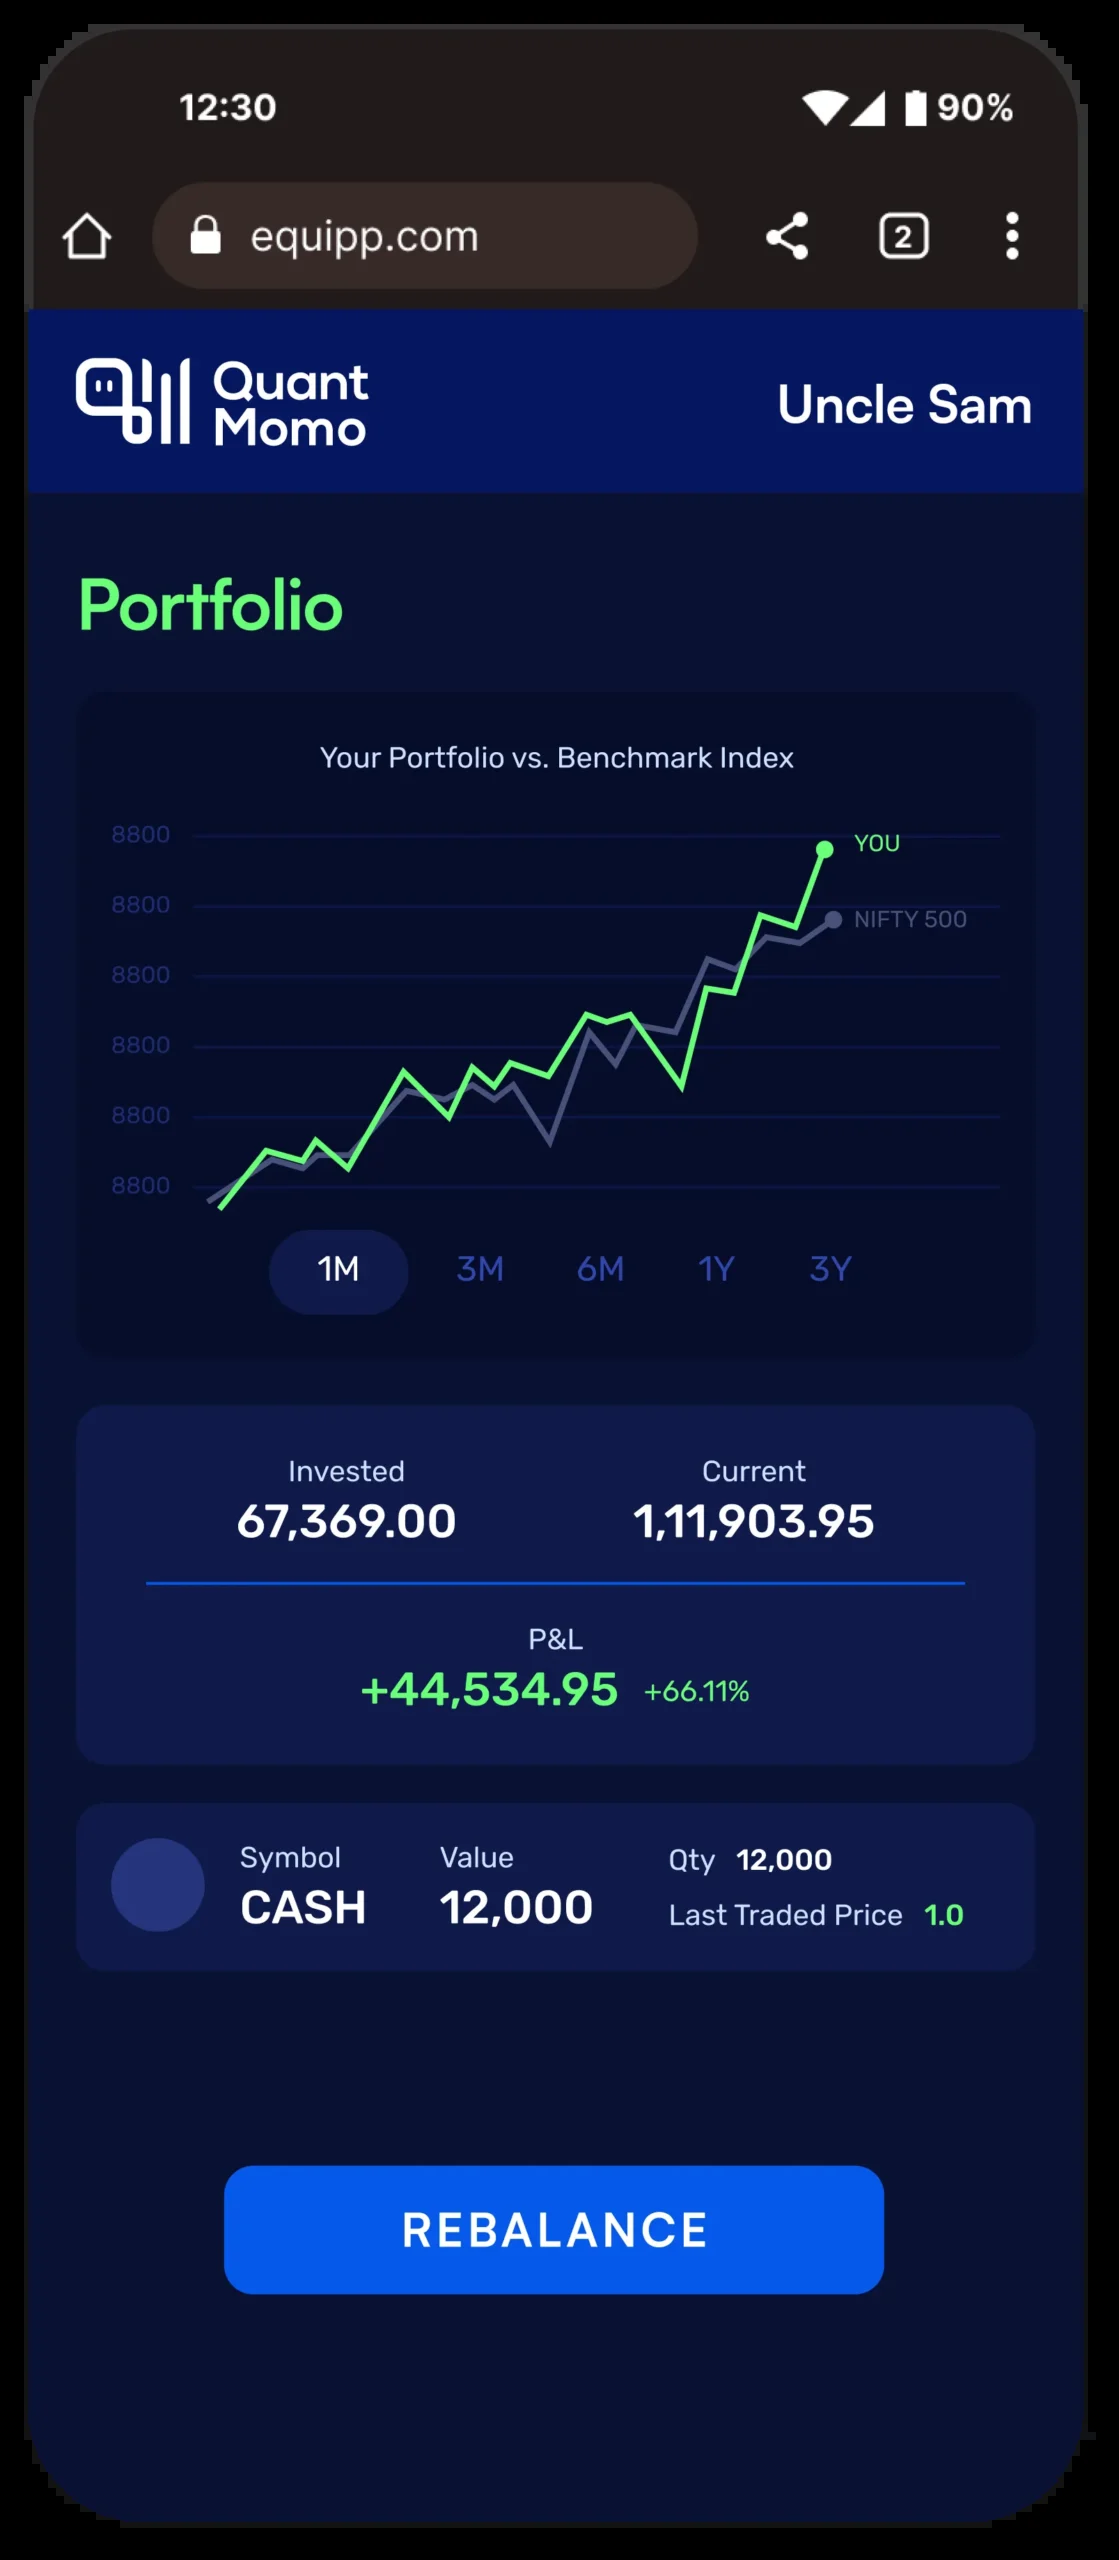 12:30
90%
equipp.com
2
Quant
Momo
Uncle Sam
Portfolio
Your Portfolio vs. Benchmark Index
8800
YOU
8800
NIFTY 500
8800
8800
8800
8800
1M 3M 6M 1Y 3Y
Invested
67,369.00
Current
1,11,903.95
P&L
+44,534.95 +66.11%
Symbol
CASH
Value
12,000
Qty 12,000
Last Traded Price 1.0
REBALANCE